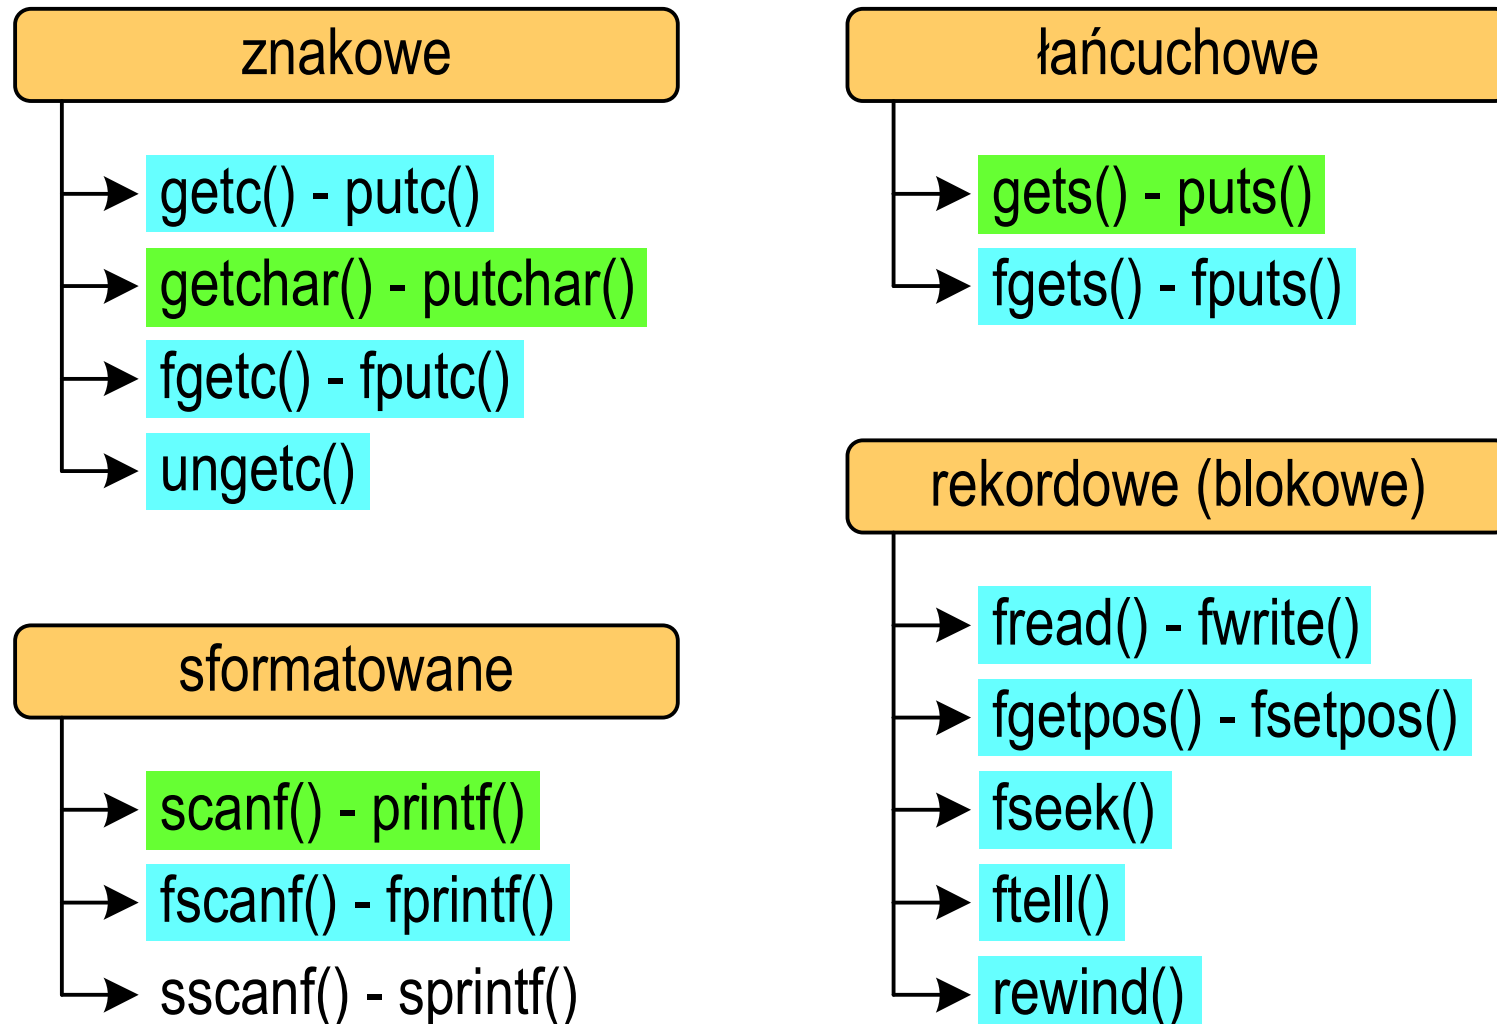 znakowe
getc() - putc()
getchar() - putchar()
fgetc() - fputc()
ungetc()
sformatowane
scanf() - printf()
fscanf() - fprintf()
sscanf() - sprintf()
łańcuchowe
gets() - puts()
fgets() - fputs()
rekordowe (blokowe)
fread() - fwrite()
fgetpos() - fsetpos()
fseek()
ftell()
rewind()